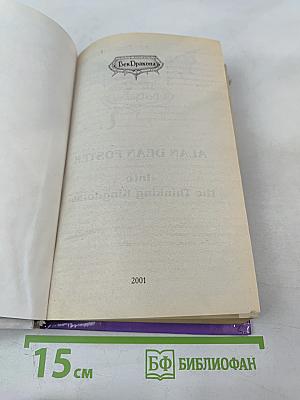 Век Дракона
ALAN DEAN FOSTER
Into
the Thinking Kingdoms
2001
15 см
БФ БИБЛИОФАН